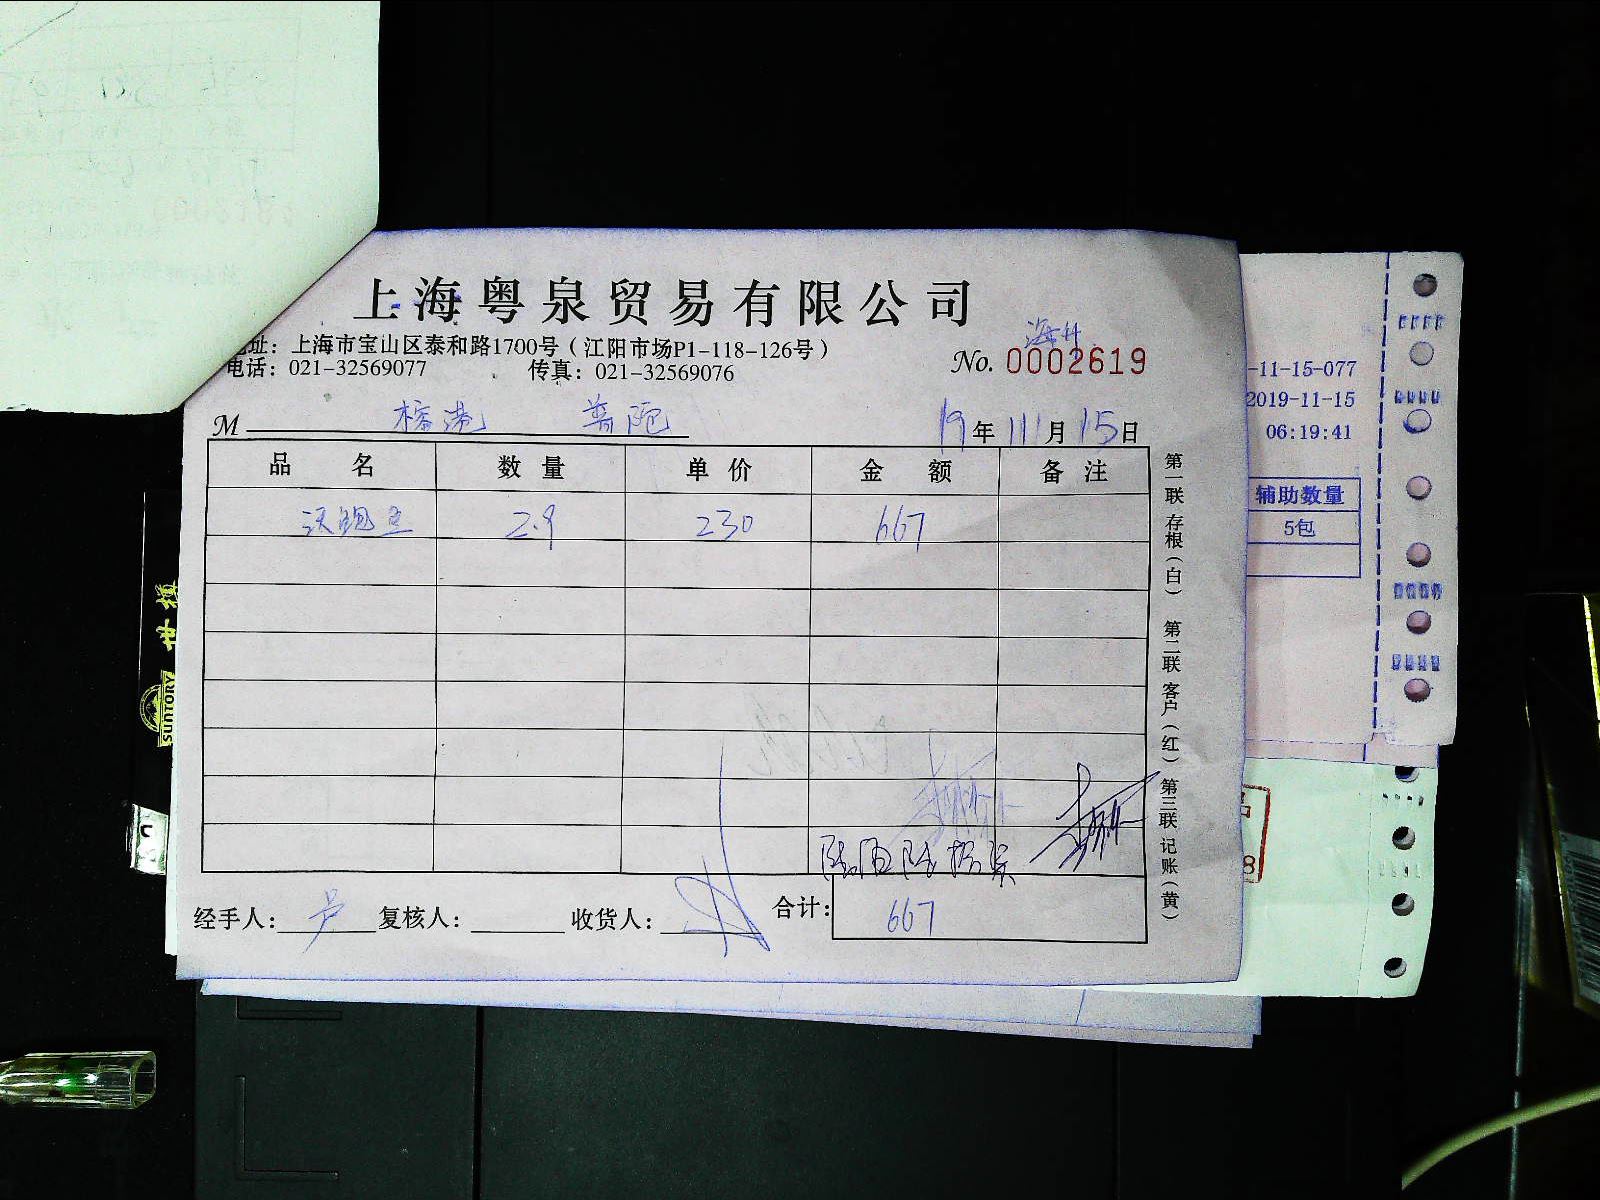 上海粤泉贸易有限公司
址：上海市宝山区泰和路1700号（江阳市场P1-118-126号）
电话：021-32569077 传真：021-32569076
No. 0002619
M 榕港 普陀 19年11月15日
品名 数量 单价 金额 备注
2.9 230 667
经手人： 复核人： 收货人： 合计： 667
第一联 存根（白） 第二联 客户（红） 第三联 记账（黄）
-11-15-077
2019-11-15
06:19:41
辅助数量
5包
SUNTORY